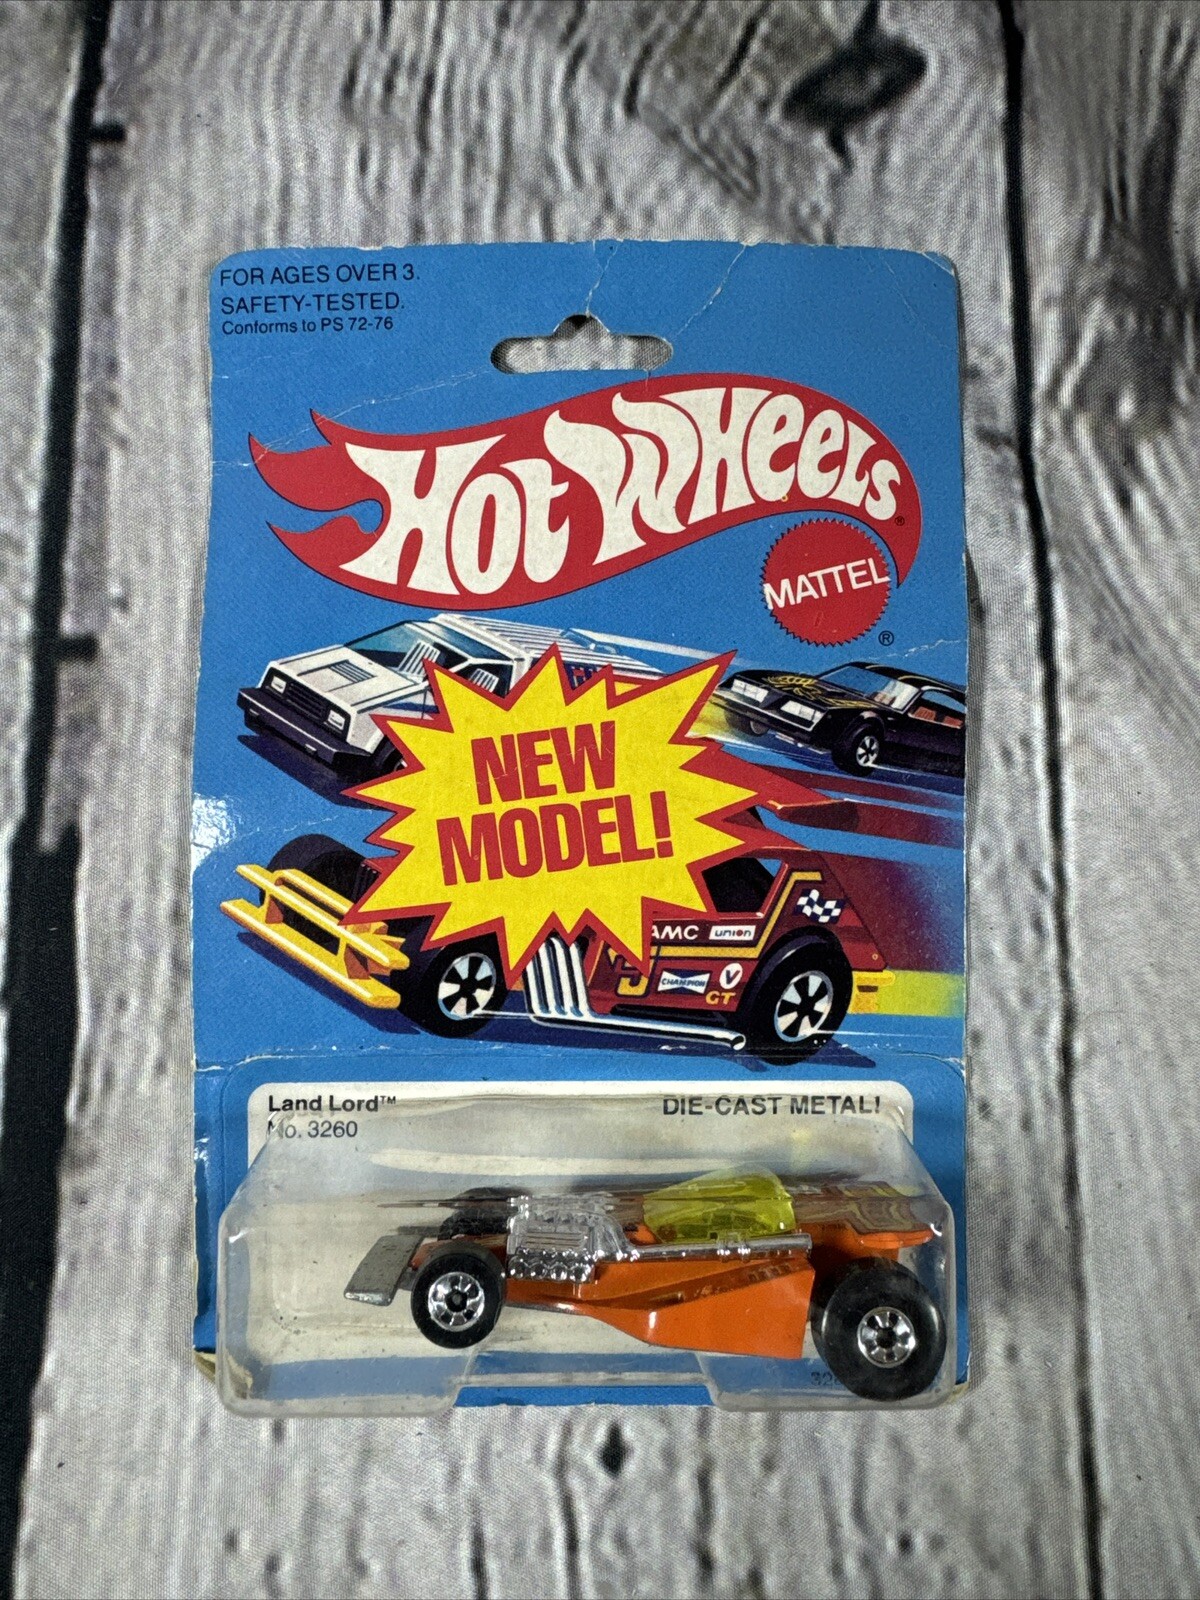 FOR AGES OVER 3.
SAFETY-TESTED.
Conforms to PS 72-76
HOT WHEELS®
MATTEL
®
NEW
MODEL!
AMC union
CHAMPION V
GT
Land Lord™
No. 3260
DIE-CAST METAL!